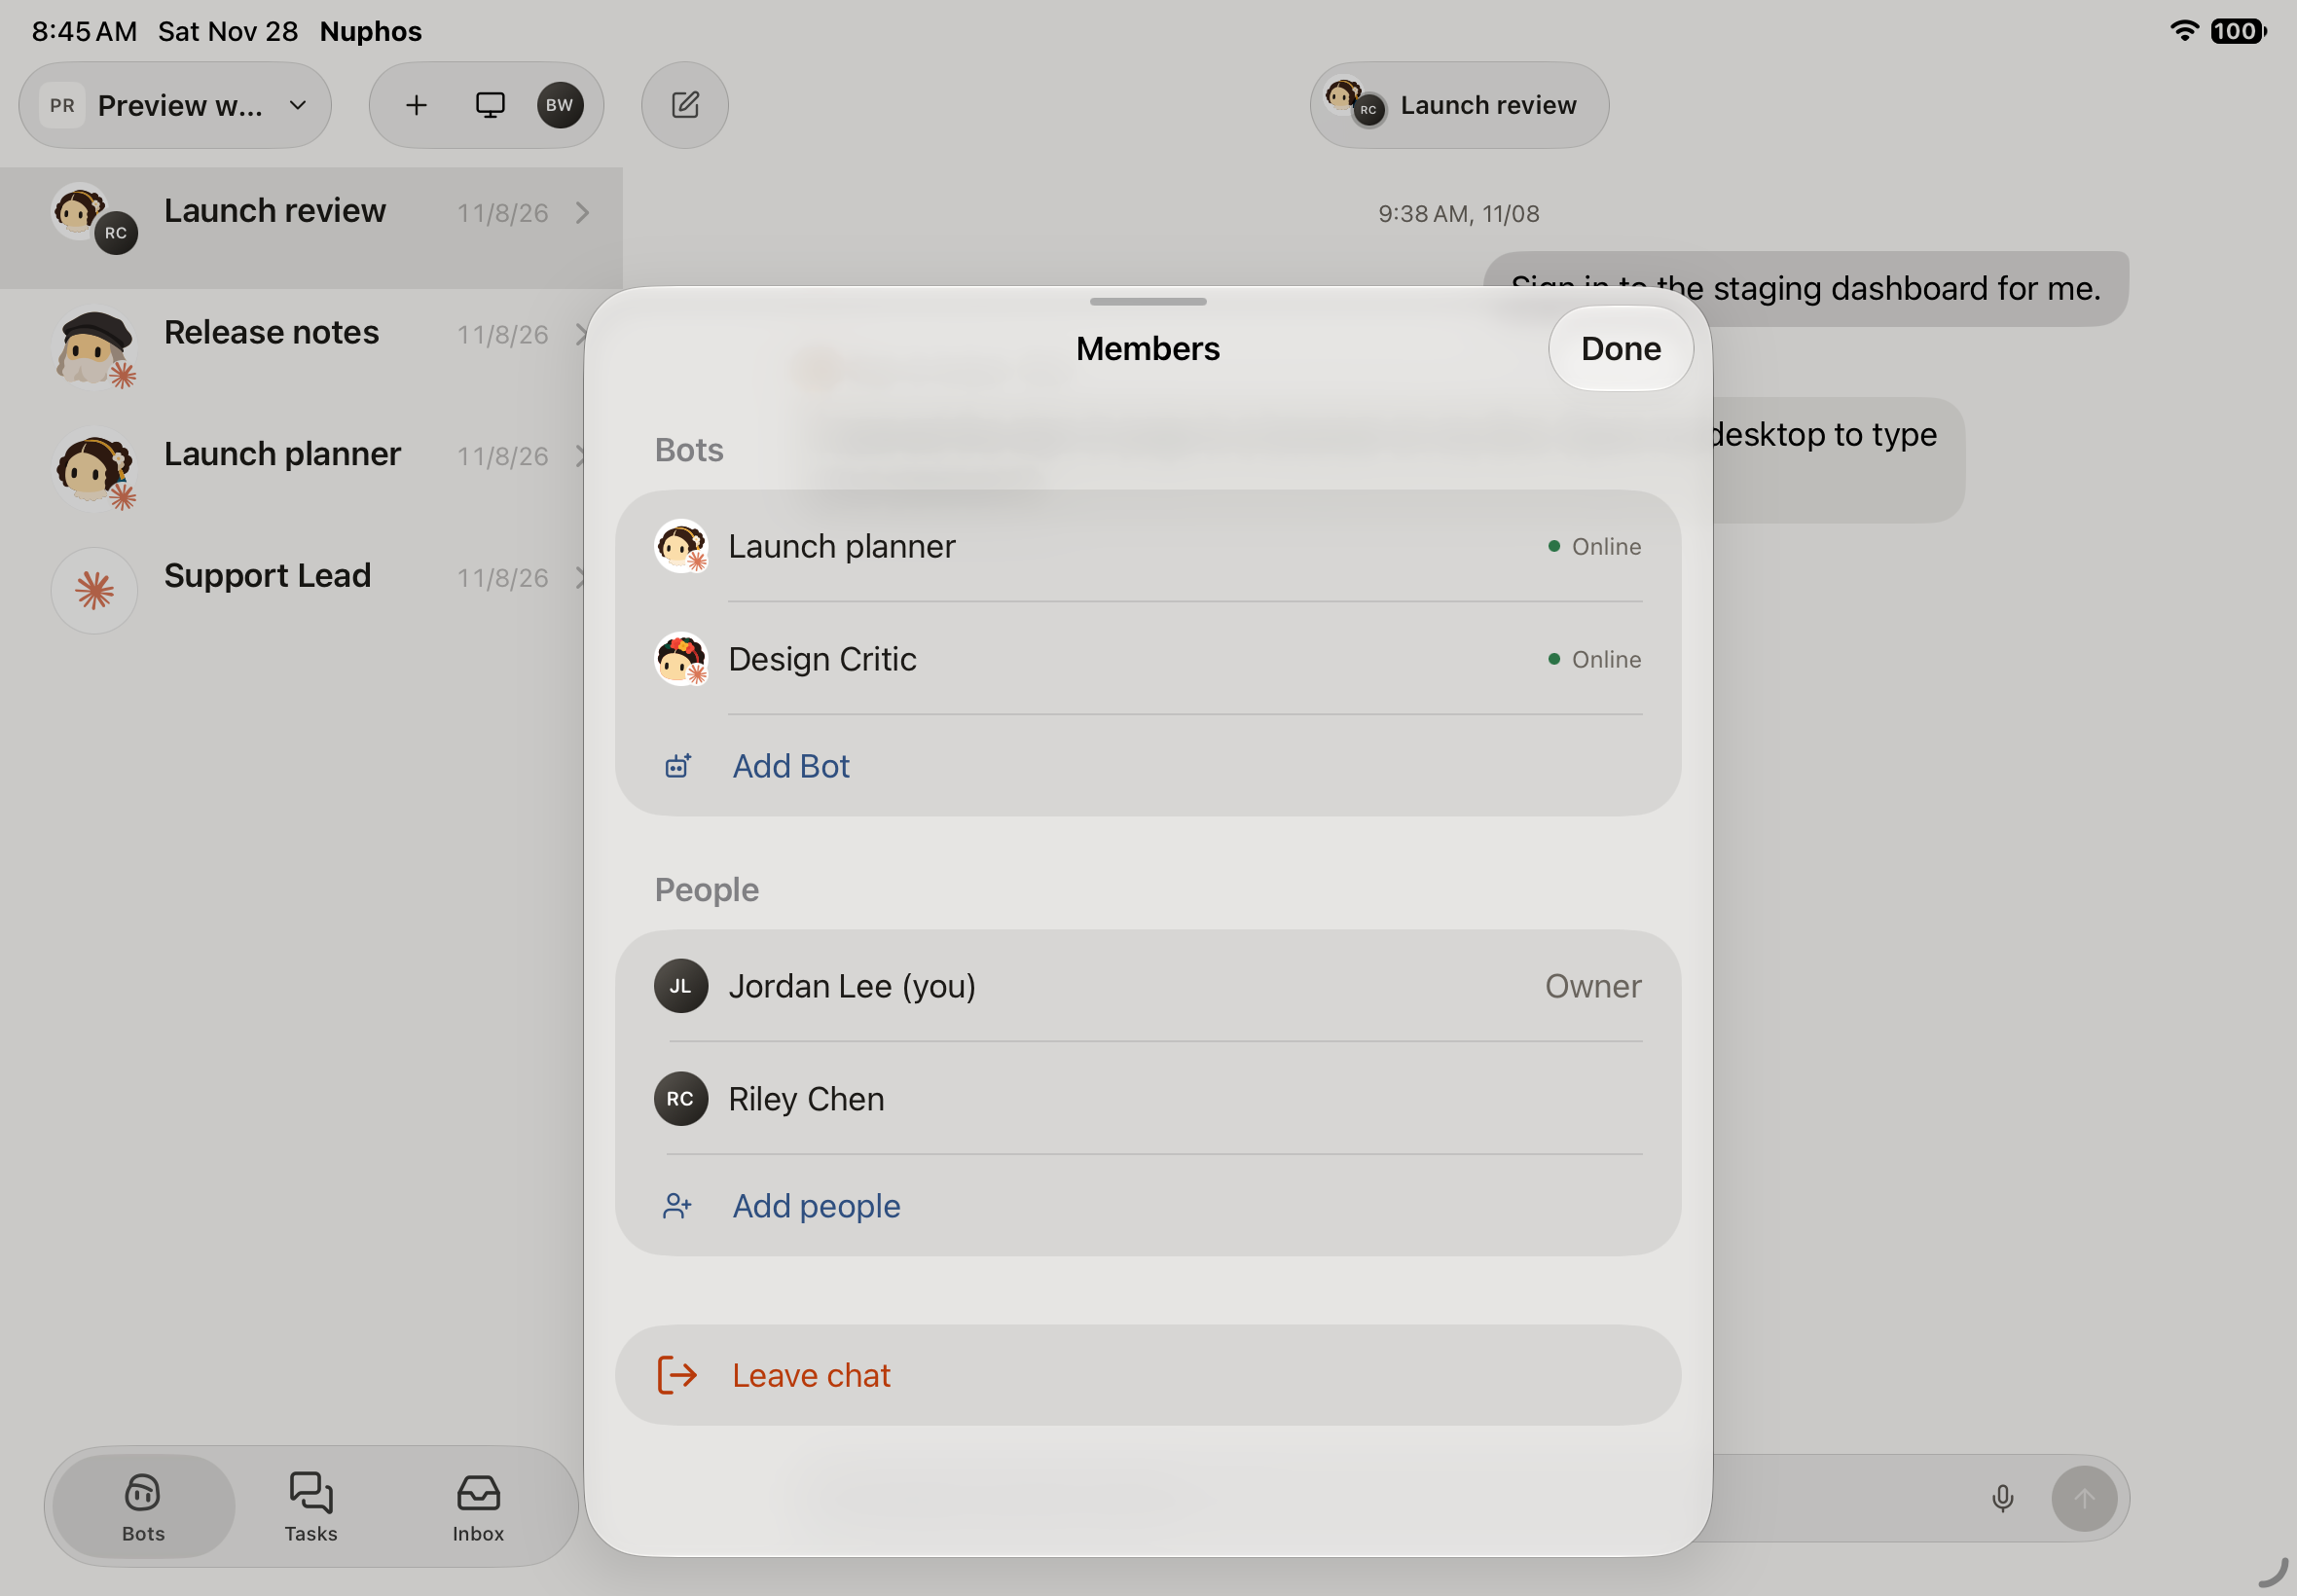 8:45 AM Sat Nov 28 Nuphos
100
PR Preview w...
BW
RC Launch review
Launch review 11/8/26
RC
Release notes 11/8/26
Launch planner 11/8/26
Support Lead 11/8/26
9:38 AM, 11/08
Sign in to the staging dashboard for me.
desktop to type
Members
Done
Bots
Launch planner Online
Design Critic Online
Add Bot
People
JL Jordan Lee (you) Owner
RC Riley Chen
Add people
Leave chat
Bots
Tasks
Inbox